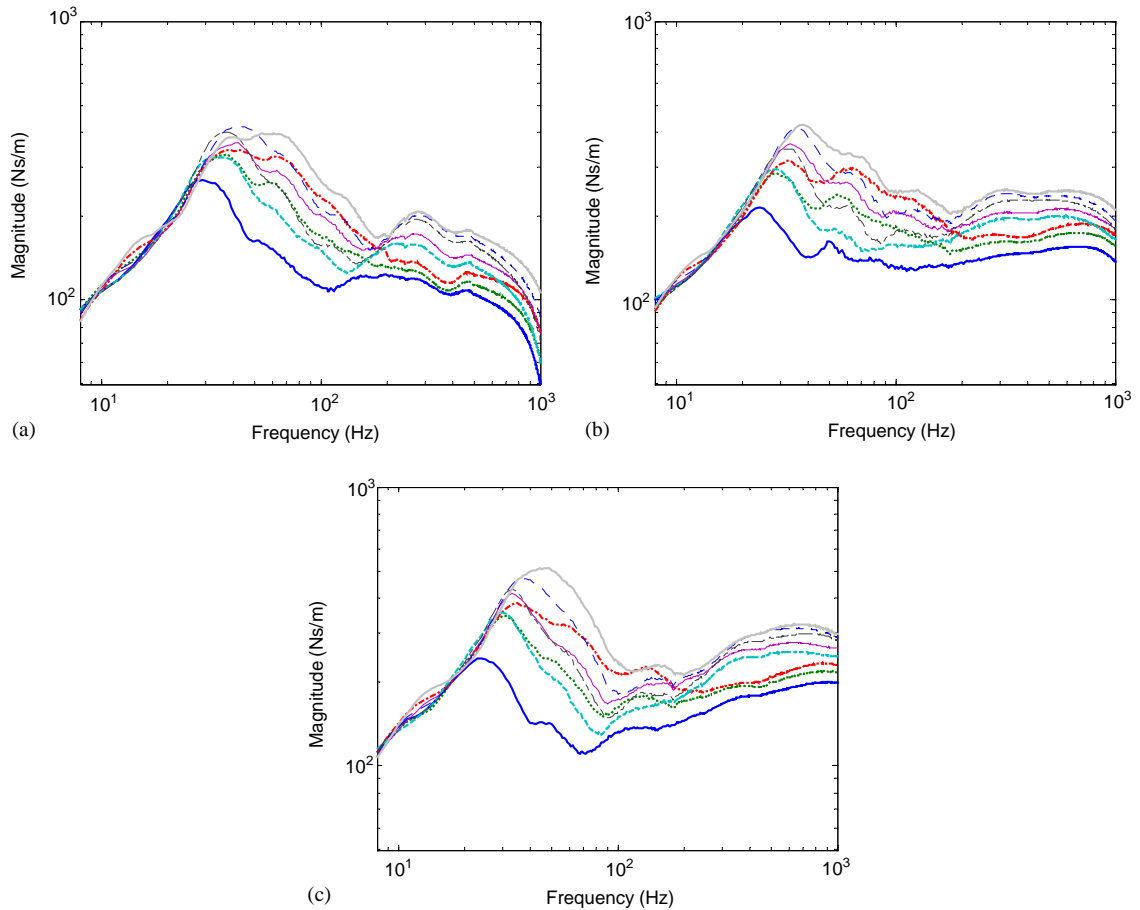 10^3
Magnitude (Ns/m)
10^2
10^1 10^2 10^3
(a) Frequency (Hz)
10^3
Magnitude (Ns/m)
10^2
10^1 10^2 10^3
(b) Frequency (Hz)
10^3
Magnitude (Ns/m)
10^2
10^1 10^2 10^3
(c) Frequency (Hz)